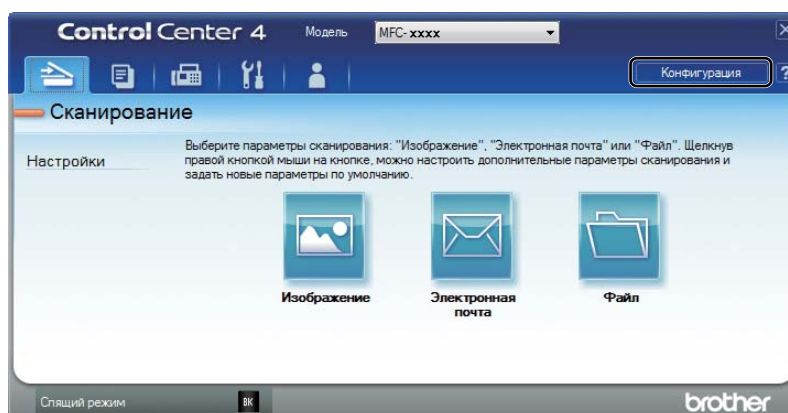 Control Center 4
Модель
MFC-xxxx
Конфигурация
?
Сканирование
Настройки
Выберите параметры сканирования: "Изображение", "Электронная почта" или "Файл". Щелкнув
правой кнопкой мыши на кнопке, можно настроить дополнительные параметры сканирования и
задать новые параметры по умолчанию.
Изображение
Электронная
почта
Файл
Спящий режим
BK
brother